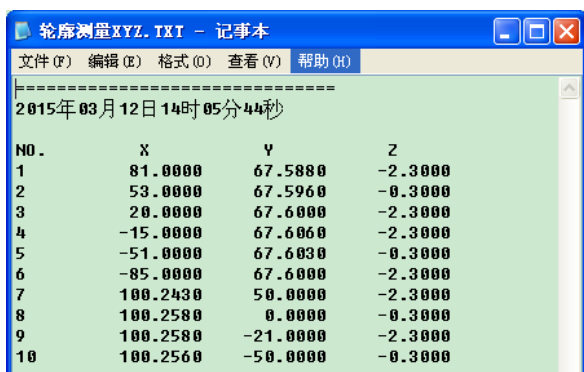 轮廓测量XYZ.TXT - 记事本
文件(F) 编辑(E) 格式(O) 查看(V) 帮助(H)
==============================
2015年03月12日14时05分44秒
NO. X Y Z
1 81.0000 67.5880 -2.3000
2 53.0000 67.5960 -0.3000
3 20.0000 67.6000 -2.3000
4 -15.0000 67.6060 -2.3000
5 -51.0000 67.6030 -0.3000
6 -85.0000 67.6000 -2.3000
7 100.2430 50.0000 -2.3000
8 100.2580 0.0000 -0.3000
9 100.2580 -21.0000 -2.3000
10 100.2560 -50.0000 -0.3000